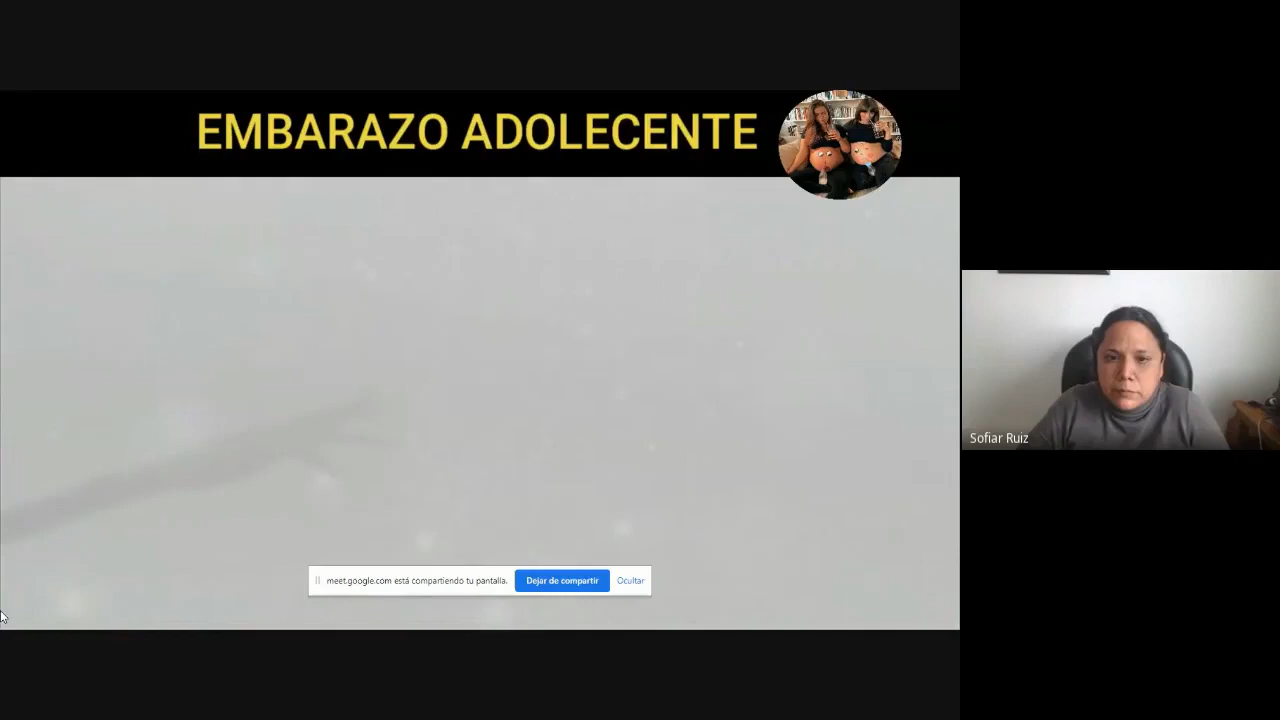 EMBARAZO ADOLECENTE
Sofiar Ruiz
meet.google.com está compartiendo tu pantalla.
Dejar de compartir
Ocultar